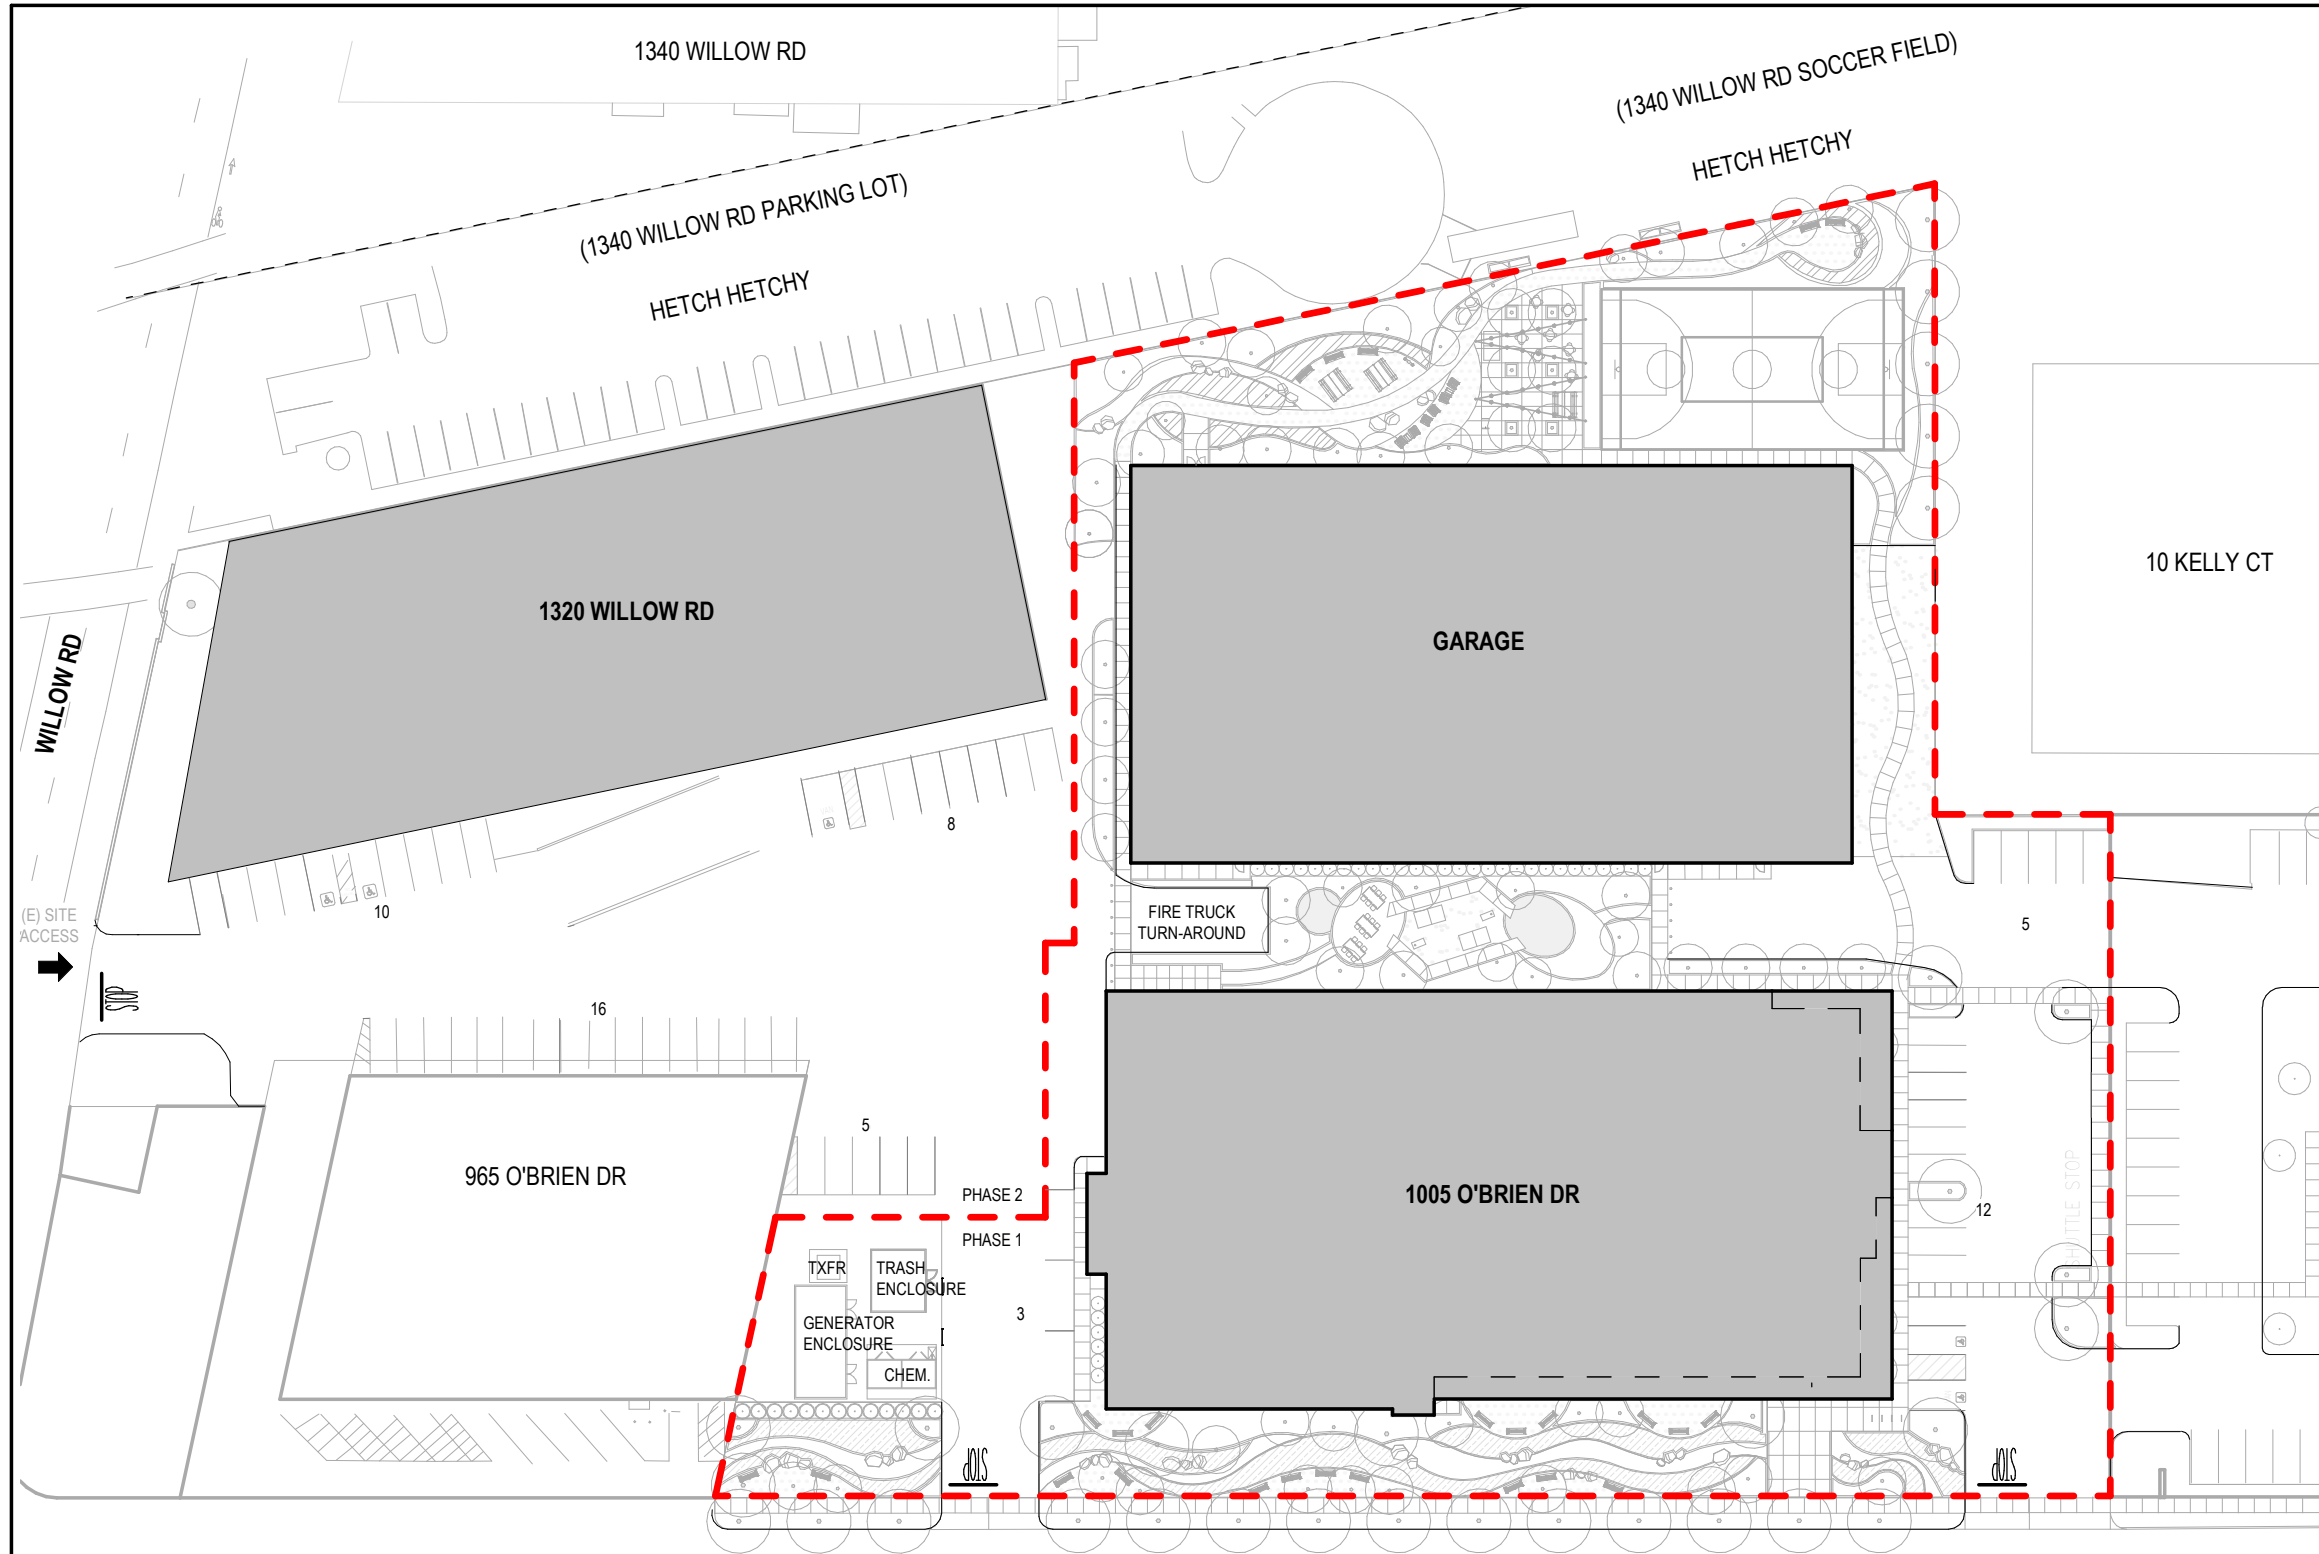 1340 WILLOW RD
(1340 WILLOW RD SOCCER FIELD)
HETCH HETCHY
(1340 WILLOW RD PARKING LOT)
HETCH HETCHY
10 KELLY CT
1320 WILLOW RD
GARAGE
WILLOW RD
8
10
(E) SITE
ACCESS
FIRE TRUCK
TURN-AROUND
5
STOP
16
5
965 O'BRIEN DR
PHASE 2
PHASE 1
1005 O'BRIEN DR
12
SHUTTLE STOP
TXFR
TRASH
ENCLOSURE
GENERATOR
ENCLOSURE
3
CHEM.
STOP
STOP